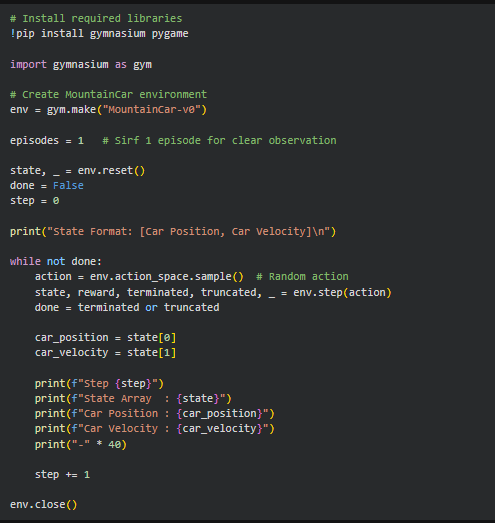 # Install required libraries
!pip install gymnasium pygame

import gymnasium as gym

# Create MountainCar environment
env = gym.make("MountainCar-v0")

episodes = 1   # Sirf 1 episode for clear observation

state, _ = env.reset()
done = False
step = 0

print("State Format: [Car Position, Car Velocity]\n")

while not done:
    action = env.action_space.sample()  # Random action
    state, reward, terminated, truncated, _ = env.step(action)
    done = terminated or truncated

    car_position = state[0]
    car_velocity = state[1]

    print(f"Step {step}")
    print(f"State Array  : {state}")
    print(f"Car Position : {car_position}")
    print(f"Car Velocity : {car_velocity}")
    print("-" * 40)

    step += 1

env.close()